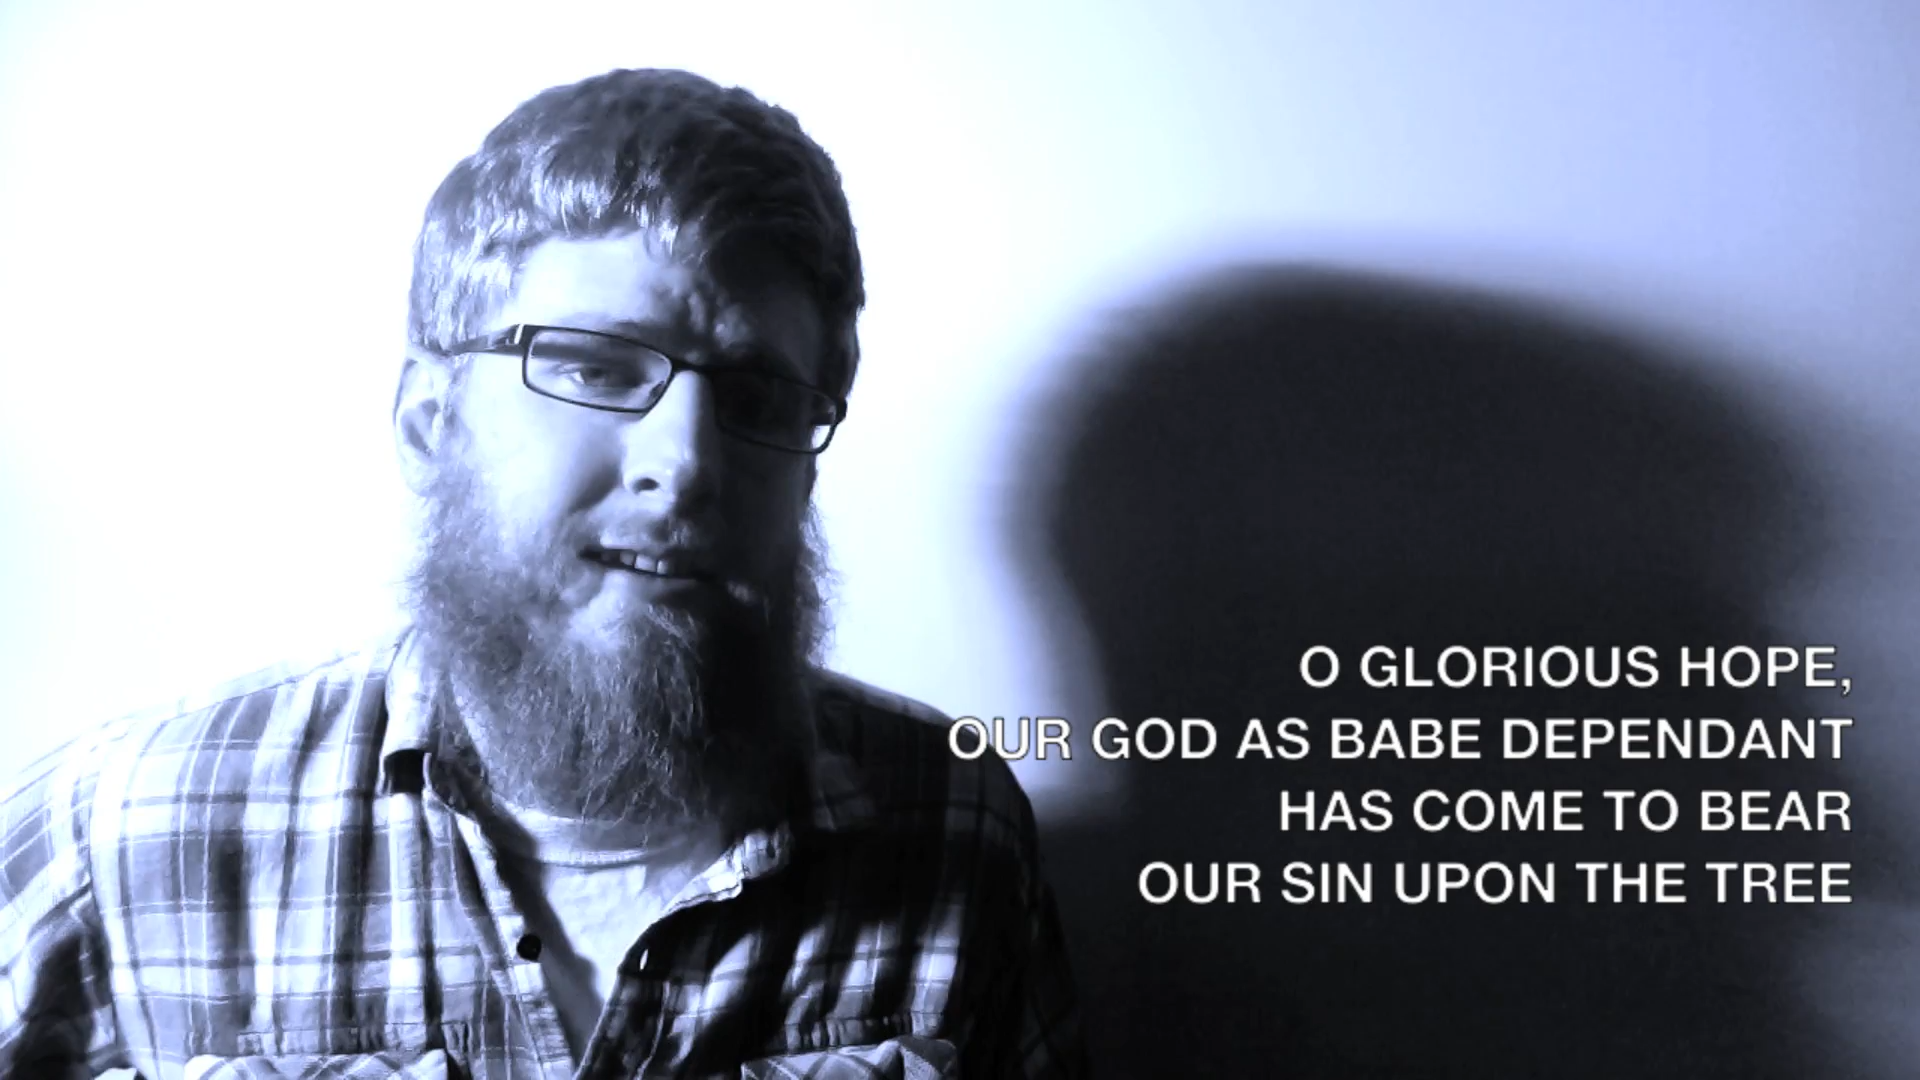 O GLORIOUS HOPE,
OUR GOD AS BABE DEPENDANT
HAS COME TO BEAR
OUR SIN UPON THE TREE